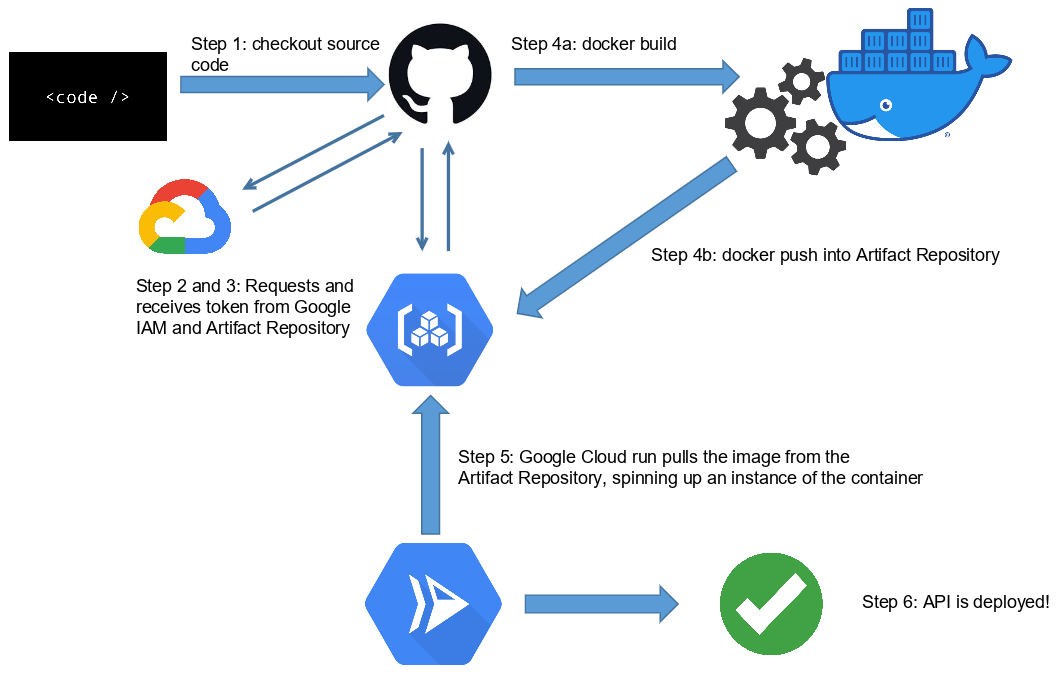 Step 1: checkout source
code
Step 4a: docker build
<code />
®
Step 4b: docker push into Artifact Repository
Step 2 and 3: Requests and
receives token from Google
IAM and Artifact Repository
Step 5: Google Cloud run pulls the image from the
Artifact Repository, spinning up an instance of the container
Step 6: API is deployed!